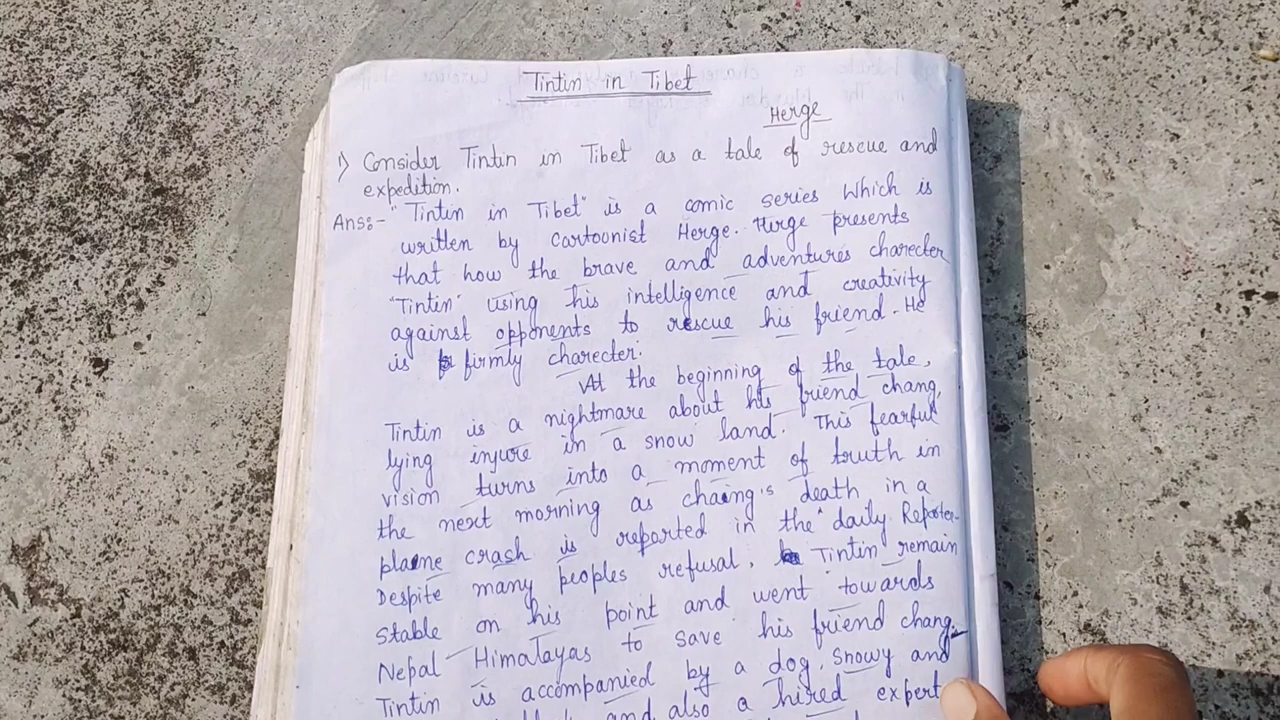 Tintin in Tibet
Herge
1) Consider Tintin in Tibet as a tale of rescue and
expedition.
Ans:- "Tintin in Tibet" is a comic series which is
written by cartoonist Herge. Herge presents
that how the brave and adventures charecter
"Tintin" using his intelligence and creativity
against opponents to rescue his friend. He
is firmly charecter.
At the beginning of the tale,
Tintin is a nightmare about his friend chang,
lying injure in a snow land. This fearful
vision turns into a moment of truth in
the next morning as chaing's death in a
plane crash is reported in the "daily Reporter.
Despite many peoples refusal, Tintin remain
stable on his point and went towards
Nepal Himalayas to save his friend chang.
Tintin is accompanied by a dog, snowy and
and also a hired expert